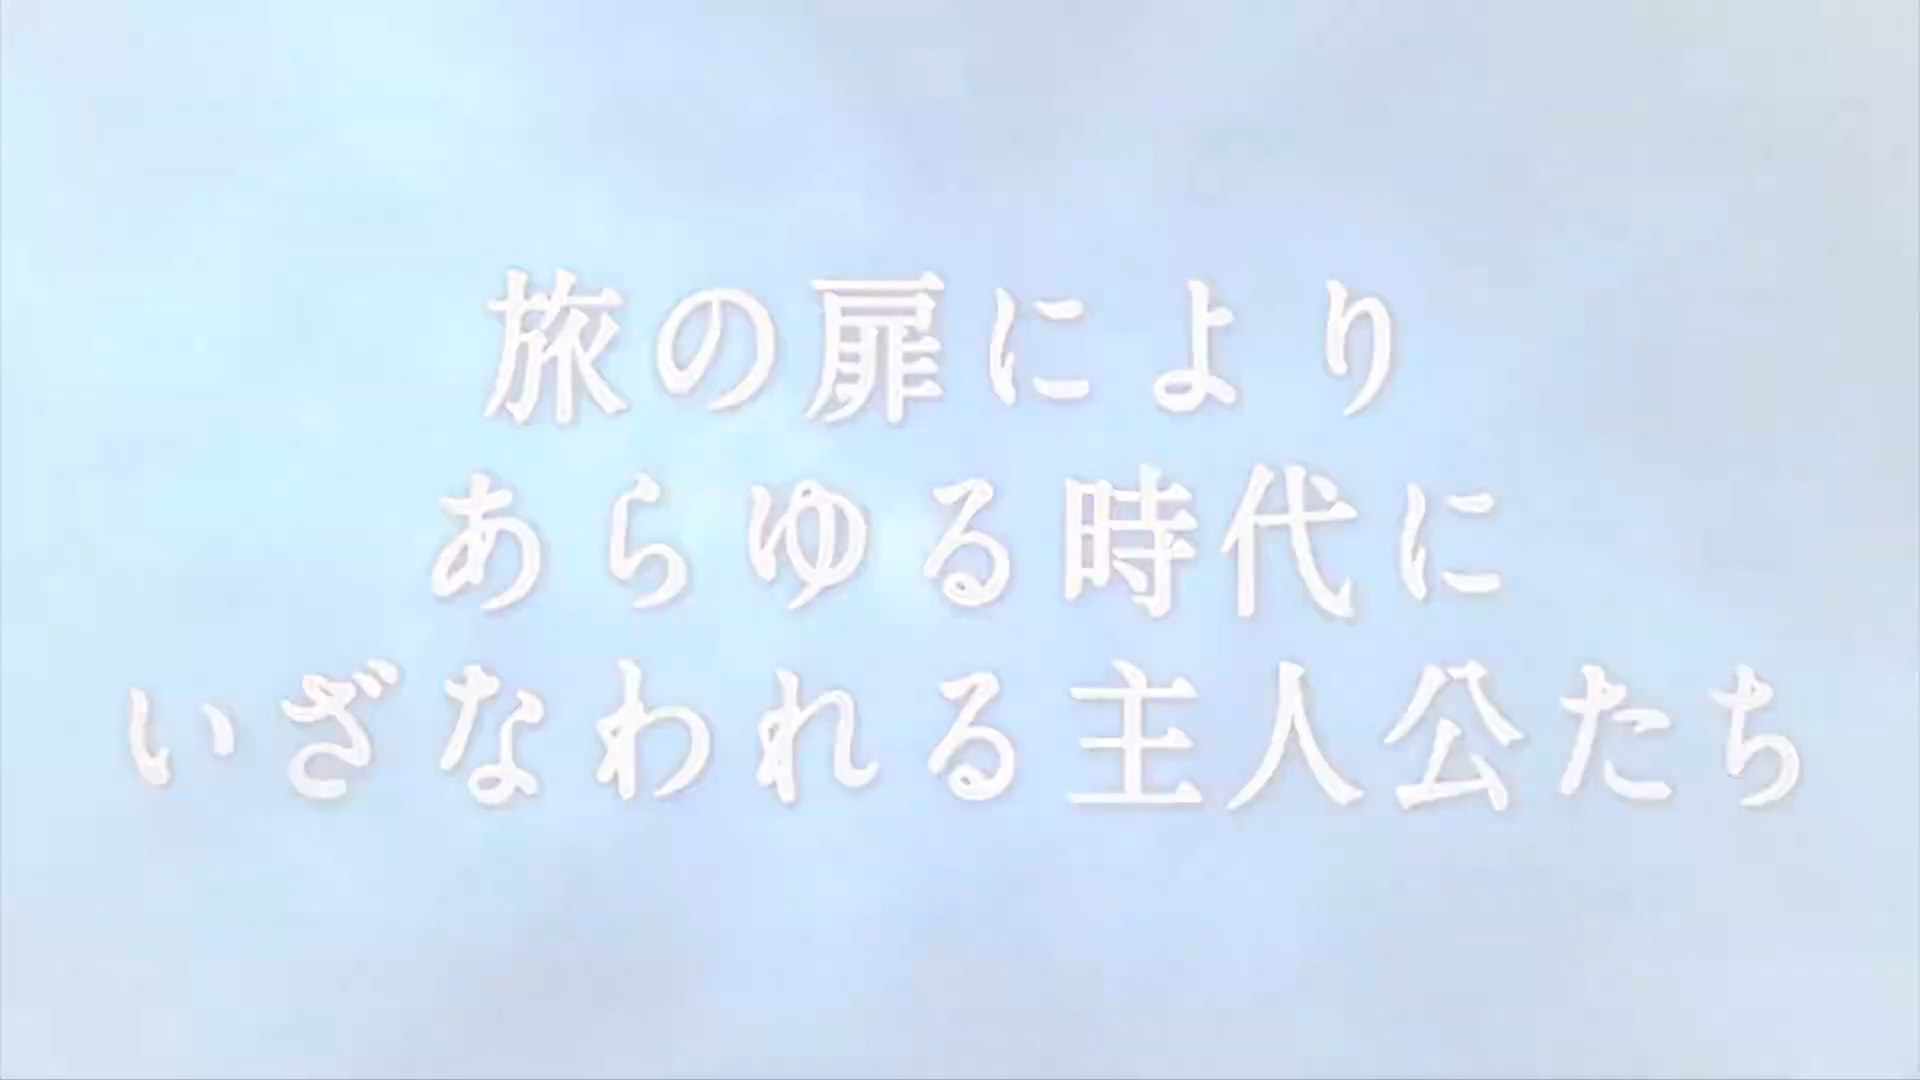 旅の扉により
あらゆる時代に
いざなわれる主人公たち